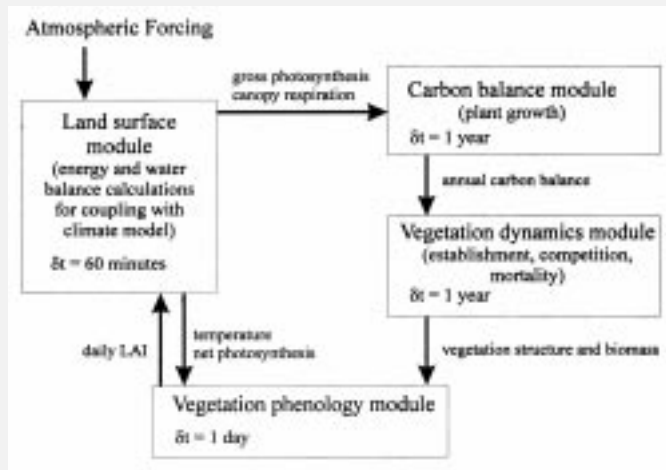 Atmospheric Forcing
gross photosynthesis
canopy respiration
Land surface
module
(energy and water
balance calculations
for coupling with
climate model)
δt = 60 minutes
Carbon balance module
(plant growth)
δt = 1 year
annual carbon balance
Vegetation dynamics module
(establishment, competition,
mortality)
δt = 1 year
daily LAI
temperature
net photosynthesis
vegetation structure and biomass
Vegetation phenology module
δt = 1 day